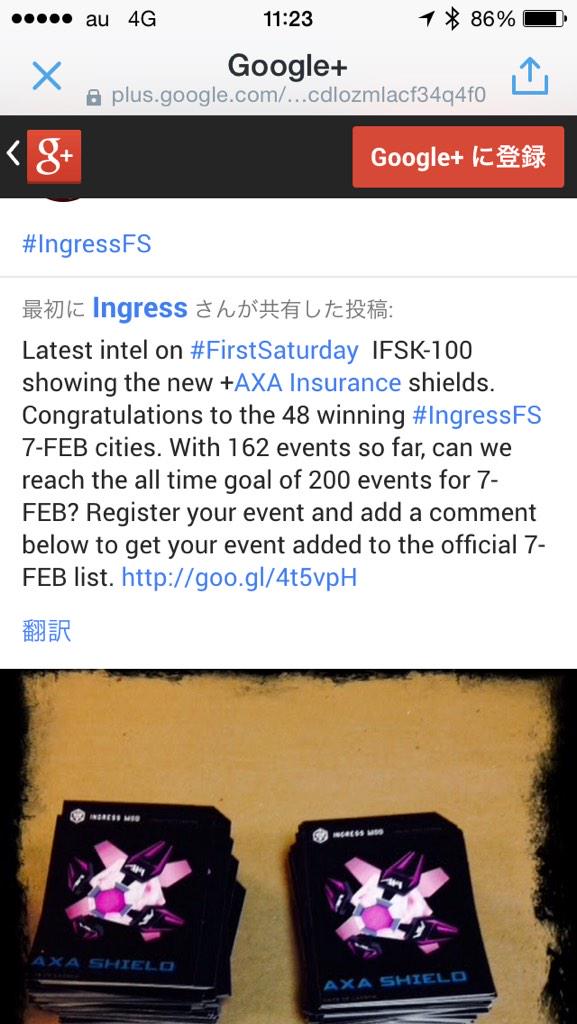 au 4G 11:23 86%
Google+
plus.google.com/...cdlozmlacf34q4f0
g+ Google+ に登録
#IngressFS
最初に Ingress さんが共有した投稿:
Latest intel on #FirstSaturday IFSK-100
showing the new +AXA Insurance shields.
Congratulations to the 48 winning #IngressFS
7-FEB cities. With 162 events so far, can we
reach the all time goal of 200 events for 7-
FEB? Register your event and add a comment
below to get your event added to the official 7-
FEB list. http://goo.gl/4t5vpH
翻訳
INGRESS MOD
AXA SHIELD
INGRESS MOD
AXA SHIELD